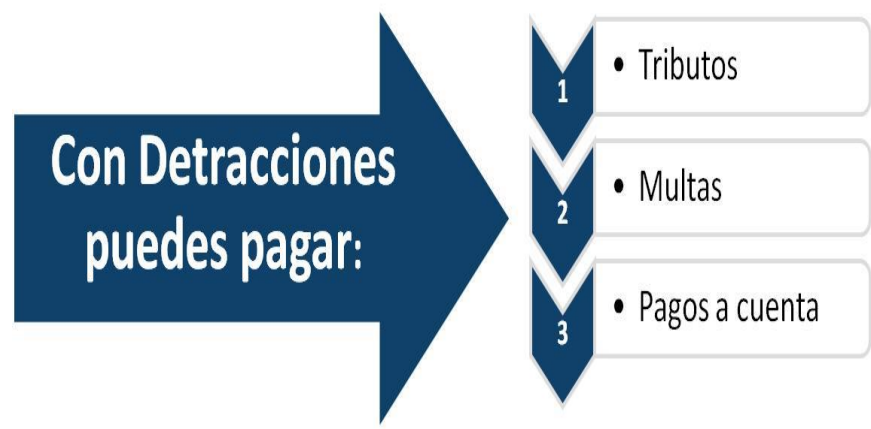 Con Detracciones
puedes pagar:
1
• Tributos
2
• Multas
3
• Pagos a cuenta